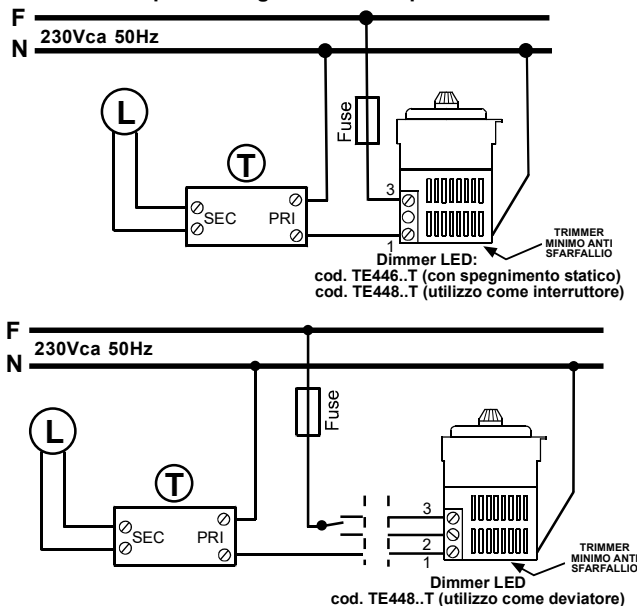 F
230Vca 50Hz
N
L
T
Fuse
3
SEC PRI
1
TRIMMER
MINIMO ANTI
SFARFALLIO
Dimmer LED:
cod. TE446..T (con spegnimento statico)
cod. TE448..T (utilizzo come interruttore)
F
230Vca 50Hz
N
Fuse
L
T
3
SEC PRI
2
1
TRIMMER
MINIMO ANTI
SFARFALLIO
Dimmer LED
cod. TE448..T (utilizzo come deviatore)